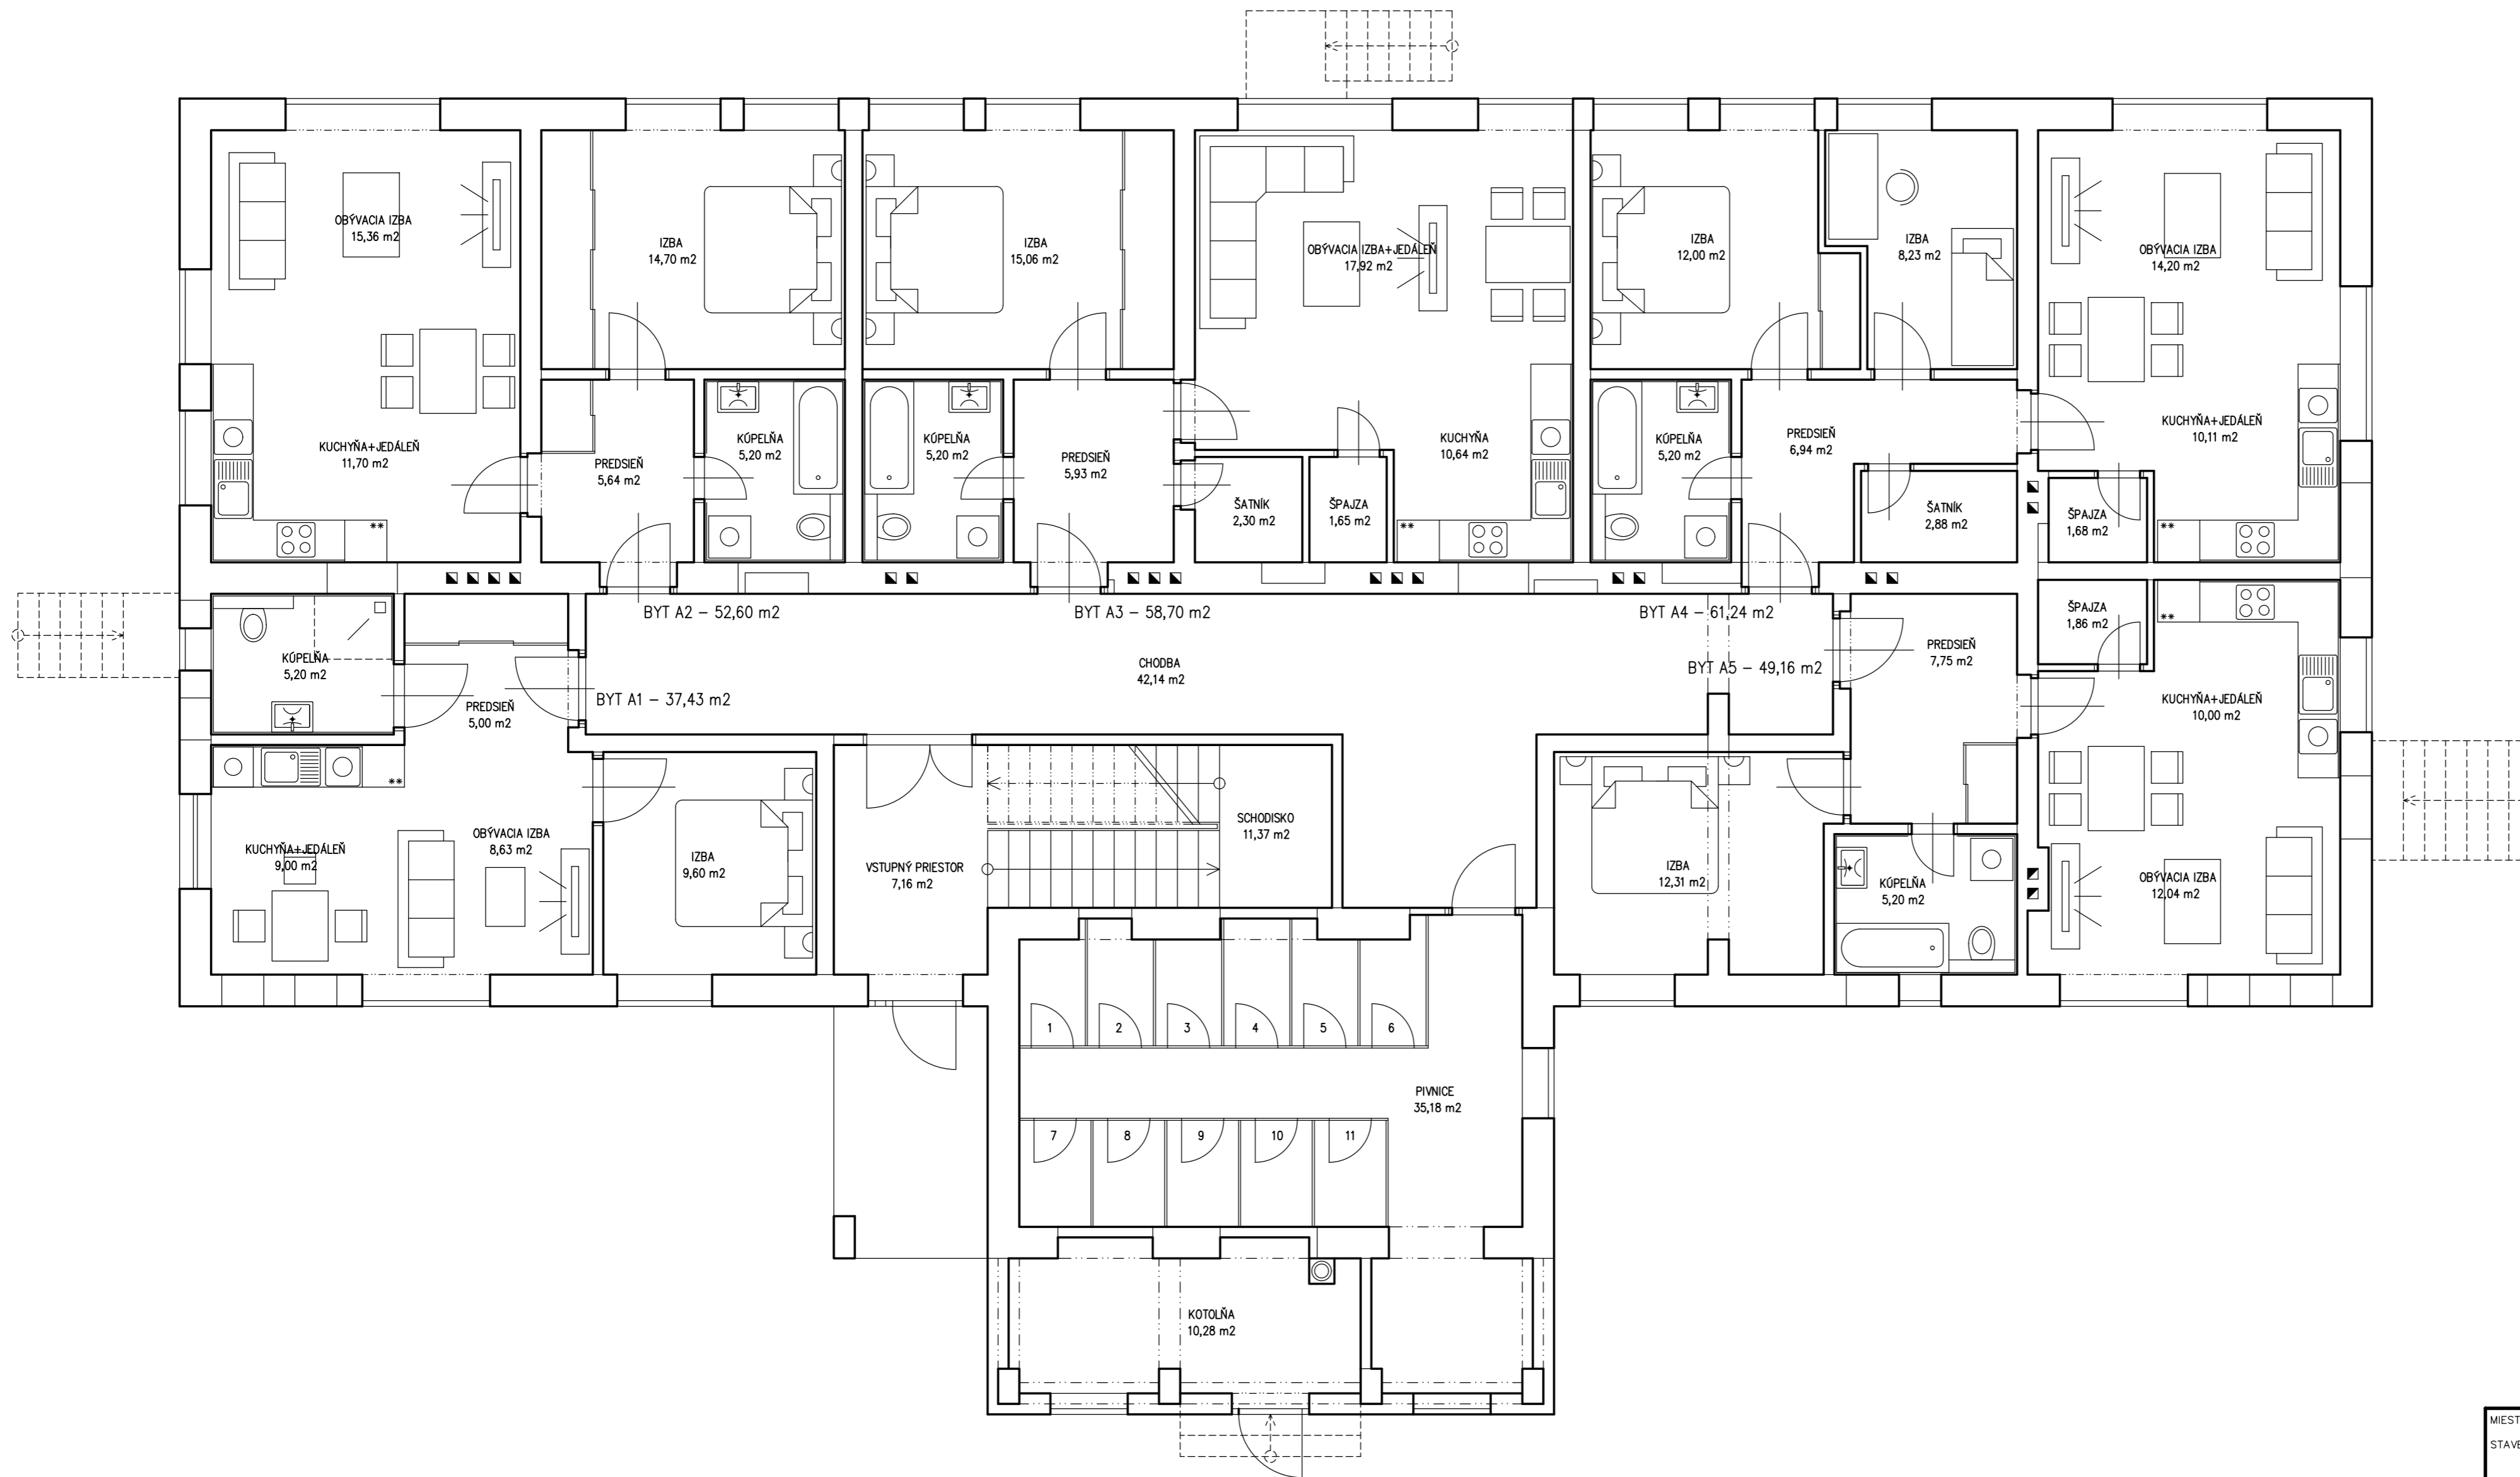 OBÝVACIA IZBA
15,36 m2
IZBA
14,70 m2
IZBA
15,06 m2
OBÝVACIA IZBA+JEDÁLEŇ
17,92 m2
IZBA
12,00 m2
IZBA
8,23 m2
OBÝVACIA IZBA
14,20 m2
KUCHYŇA+JEDÁLEŇ
11,70 m2
PREDSIEŇ
5,64 m2
KÚPEĽŇA
5,20 m2
KÚPEĽŇA
5,20 m2
PREDSIEŇ
5,93 m2
ŠATNÍK
2,30 m2
ŠPAJZA
1,65 m2
KUCHYŇA
10,64 m2
KÚPEĽŇA
5,20 m2
PREDSIEŇ
6,94 m2
ŠATNÍK
2,88 m2
KUCHYŇA+JEDÁLEŇ
10,11 m2
ŠPAJZA
1,68 m2
**
**
**
BYT A2 – 52,60 m2
BYT A3 – 58,70 m2
BYT A4 – 61,24 m2
ŠPAJZA
1,86 m2
**
KÚPEĽŇA
5,20 m2
PREDSIEŇ
5,00 m2
BYT A1 – 37,43 m2
CHODBA
42,14 m2
BYT A5 – 49,16 m2
PREDSIEŇ
7,75 m2
KUCHYŇA+JEDÁLEŇ
10,00 m2
**
KUCHYŇA+JEDÁLEŇ
9,00 m2
OBÝVACIA IZBA
8,63 m2
IZBA
9,60 m2
VSTUPNÝ PRIESTOR
7,16 m2
SCHODISKO
11,37 m2
IZBA
12,31 m2
KÚPEĽŇA
5,20 m2
OBÝVACIA IZBA
12,04 m2
1
2
3
4
5
6
PIVNICE
35,18 m2
7
8
9
10
11
KOTOLŇA
10,28 m2
MIEST
STAVE